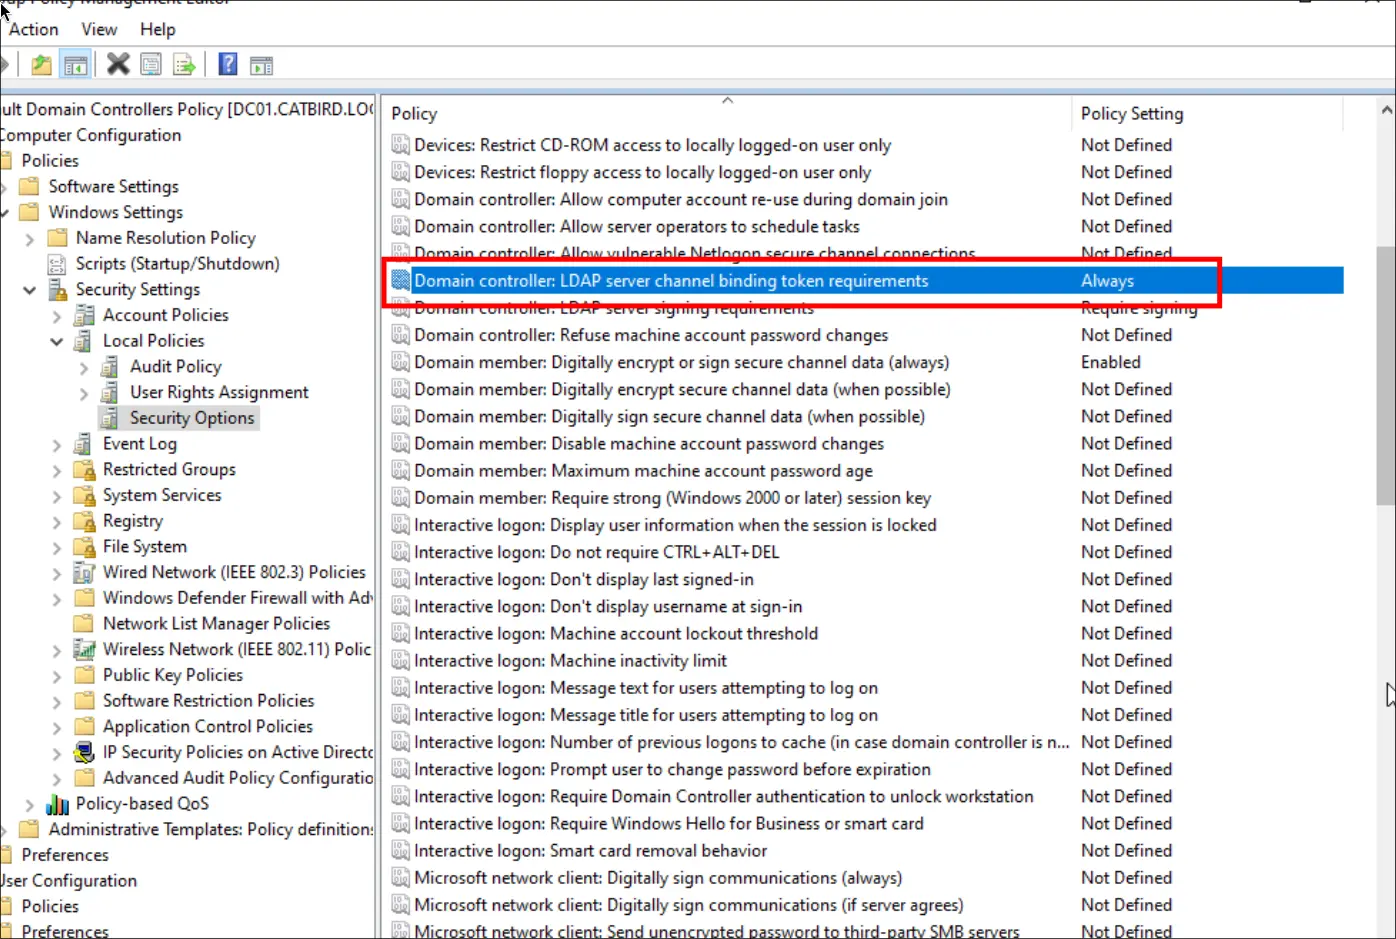 up Policy Management Editor
Action View Help
ult Domain Controllers Policy [DC01.CATBIRD.LO
Computer Configuration
Policies
Software Settings
Windows Settings
Name Resolution Policy
Scripts (Startup/Shutdown)
Security Settings
Account Policies
Local Policies
Audit Policy
User Rights Assignment
Security Options
Event Log
Restricted Groups
System Services
Registry
File System
Wired Network (IEEE 802.3) Policies
Windows Defender Firewall with Adv
Network List Manager Policies
Wireless Network (IEEE 802.11) Polic
Public Key Policies
Software Restriction Policies
Application Control Policies
IP Security Policies on Active Directo
Advanced Audit Policy Configuratio
Policy-based QoS
Administrative Templates: Policy definitions
Preferences
User Configuration
Policies
Preferences
Policy Policy Setting
Devices: Restrict CD-ROM access to locally logged-on user only Not Defined
Devices: Restrict floppy access to locally logged-on user only Not Defined
Domain controller: Allow computer account re-use during domain join Not Defined
Domain controller: Allow server operators to schedule tasks Not Defined
Domain controller: Allow vulnerable Netlogon secure channel connections Not Defined
Domain controller: LDAP server channel binding token requirements Always
Domain controller: LDAP server signing requirements Require signing
Domain controller: Refuse machine account password changes Not Defined
Domain member: Digitally encrypt or sign secure channel data (always) Enabled
Domain member: Digitally encrypt secure channel data (when possible) Not Defined
Domain member: Digitally sign secure channel data (when possible) Not Defined
Domain member: Disable machine account password changes Not Defined
Domain member: Maximum machine account password age Not Defined
Domain member: Require strong (Windows 2000 or later) session key Not Defined
Interactive logon: Display user information when the session is locked Not Defined
Interactive logon: Do not require CTRL+ALT+DEL Not Defined
Interactive logon: Don't display last signed-in Not Defined
Interactive logon: Don't display username at sign-in Not Defined
Interactive logon: Machine account lockout threshold Not Defined
Interactive logon: Machine inactivity limit Not Defined
Interactive logon: Message text for users attempting to log on Not Defined
Interactive logon: Message title for users attempting to log on Not Defined
Interactive logon: Number of previous logons to cache (in case domain controller is n... Not Defined
Interactive logon: Prompt user to change password before expiration Not Defined
Interactive logon: Require Domain Controller authentication to unlock workstation Not Defined
Interactive logon: Require Windows Hello for Business or smart card Not Defined
Interactive logon: Smart card removal behavior Not Defined
Microsoft network client: Digitally sign communications (always) Not Defined
Microsoft network client: Digitally sign communications (if server agrees) Not Defined
Microsoft network client: Send unencrypted password to third-party SMB servers Not Defined